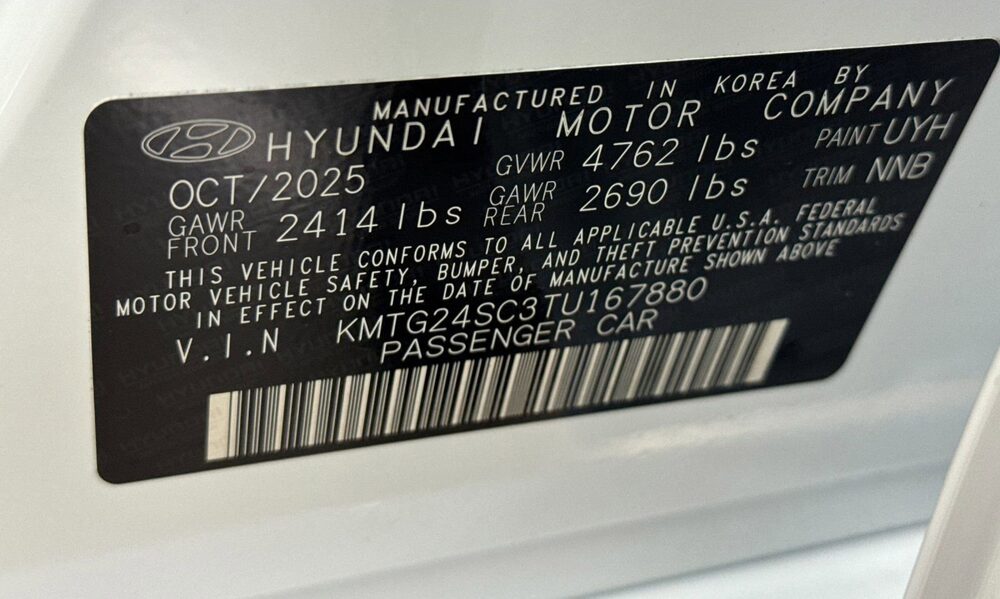 MANUFACTURED IN KOREA BY
HYUNDAI MOTOR COMPANY
OCT/2025 GVWR 4762 lbs PAINT UYH
GAWR FRONT 2414 lbs GAWR REAR 2690 lbs TRIM NNB
THIS VEHICLE CONFORMS TO ALL APPLICABLE U.S.A. FEDERAL
MOTOR VEHICLE SAFETY, BUMPER, AND THEFT PREVENTION STANDARDS
IN EFFECT ON THE DATE OF MANUFACTURE SHOWN ABOVE
V.I.N KMTG24SC3TU167880
PASSENGER CAR